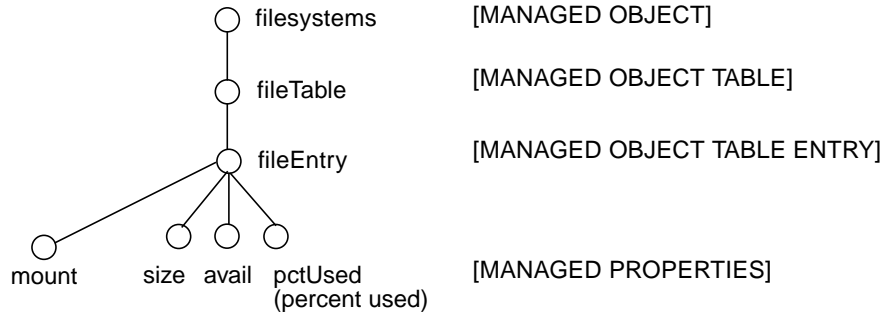 filesystems [MANAGED OBJECT]
fileTable [MANAGED OBJECT TABLE]
fileEntry [MANAGED OBJECT TABLE ENTRY]
mount size avail pctUsed [MANAGED PROPERTIES]
(percent used)